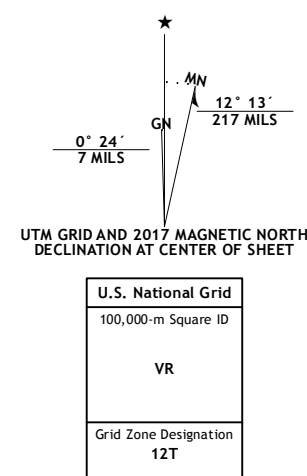 MN
GN
12° 13´
217 MILS
0° 24´
7 MILS
UTM GRID AND 2017 MAGNETIC NORTH
DECLINATION AT CENTER OF SHEET
U.S. National Grid
100,000-m Square ID
VR
Grid Zone Designation
12T